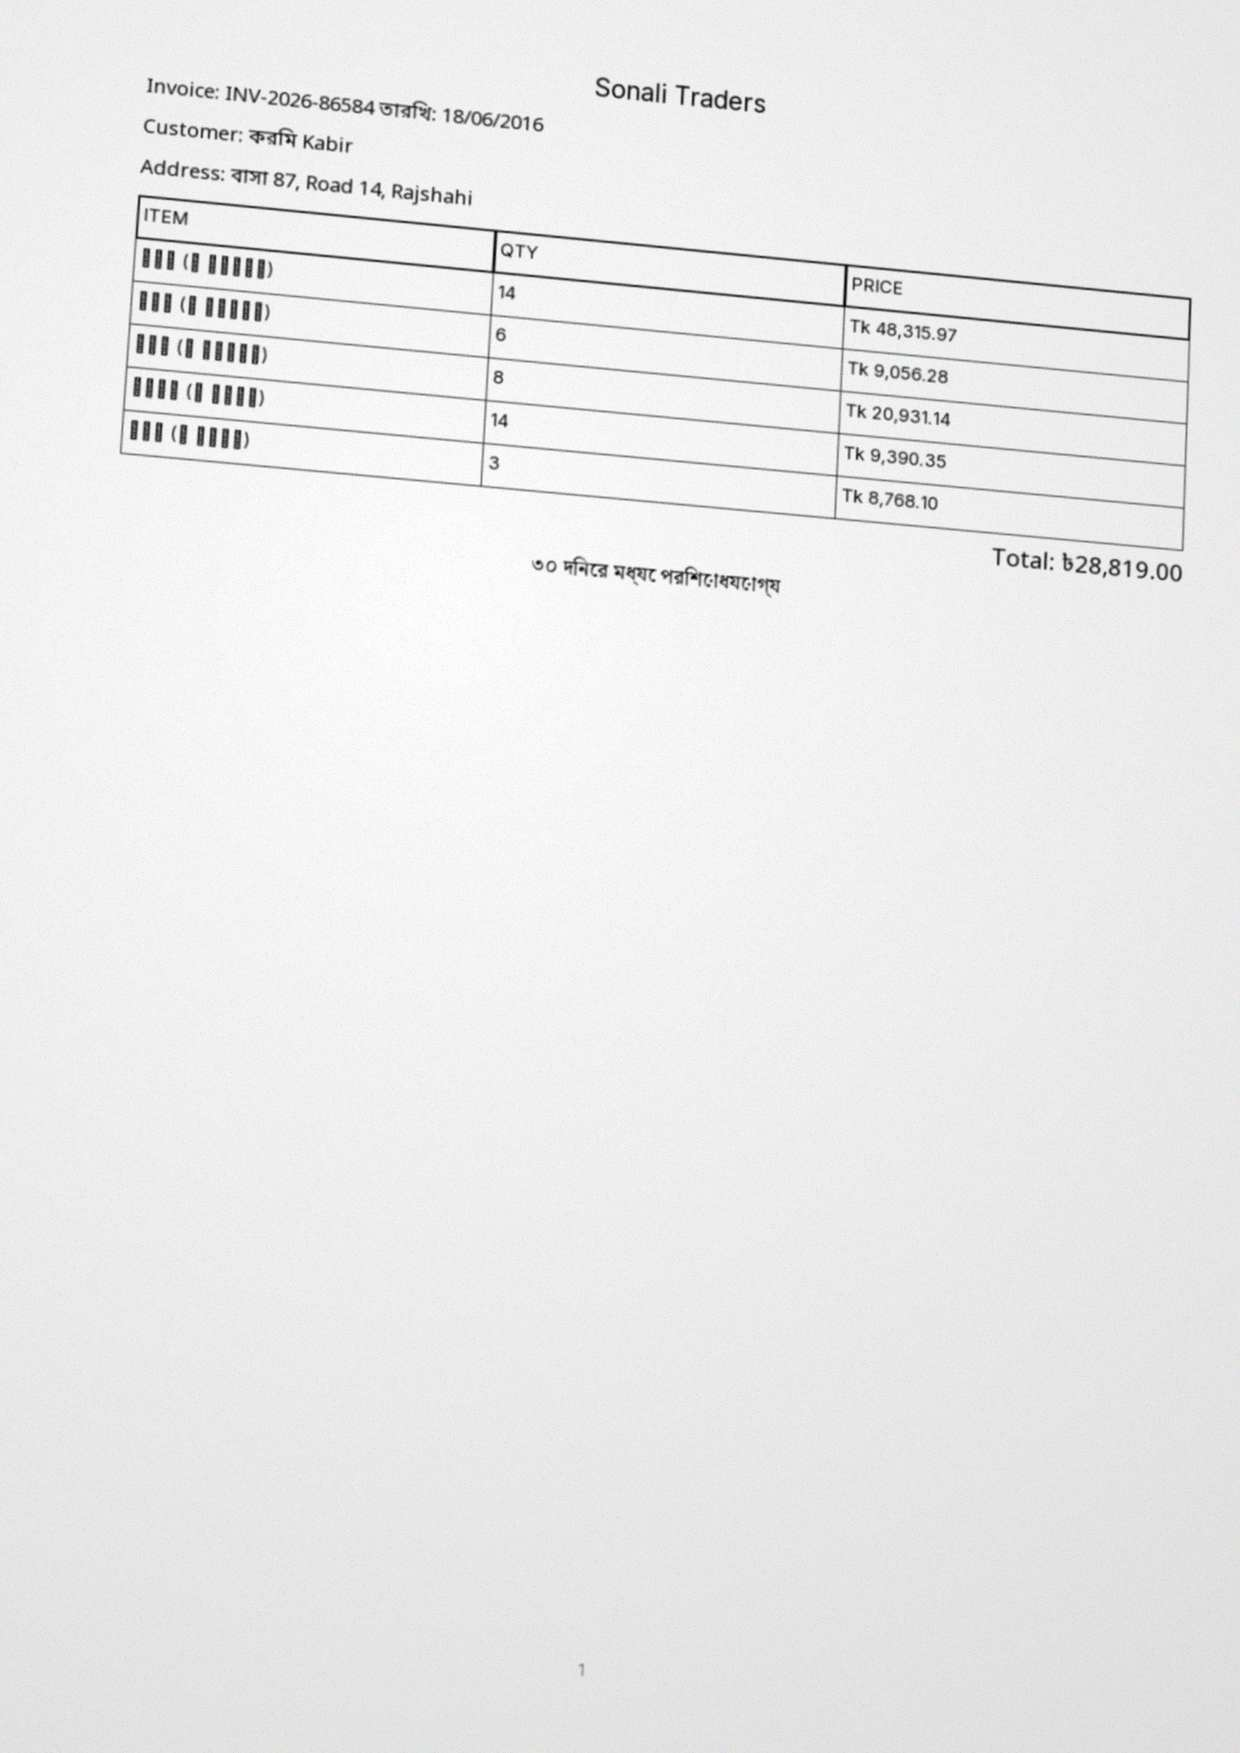 Sonali Traders
Invoice: INV-2026-86584 তারখি: 18/06/2016
Customer: করমি Kabir
Address: বাসা 87, Road 14, Rajshahi
ITEM QTY PRICE
14 Tk 48,315.97
6 Tk 9,056.28
8 Tk 20,931.14
14 Tk 9,390.35
3 Tk 8,768.10
Total: ৳28,819.00
৩০ দনিরে মধ্যে পরশিোধযোগ্য
1